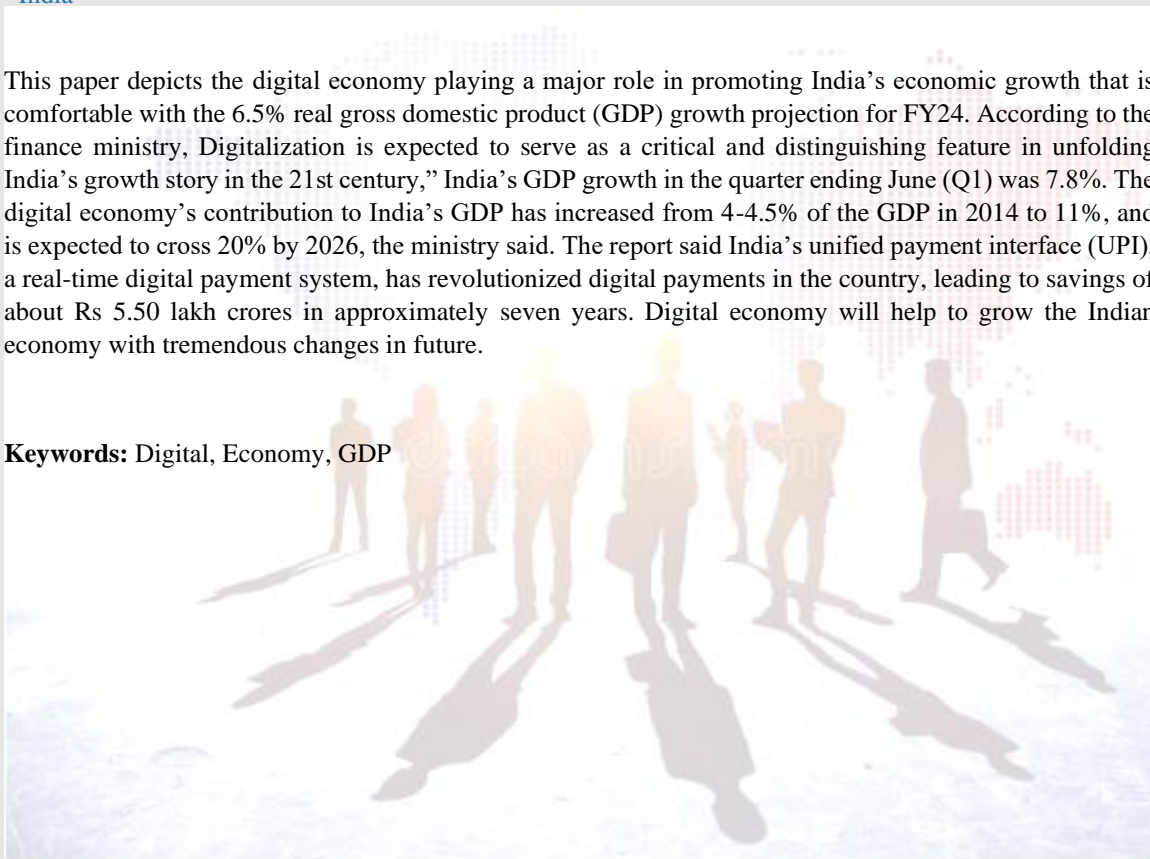 India
This paper depicts the digital economy playing a major role in promoting India’s economic growth that is
comfortable with the 6.5% real gross domestic product (GDP) growth projection for FY24. According to the
finance ministry, Digitalization is expected to serve as a critical and distinguishing feature in unfolding
India’s growth story in the 21st century,” India’s GDP growth in the quarter ending June (Q1) was 7.8%. The
digital economy’s contribution to India’s GDP has increased from 4-4.5% of the GDP in 2014 to 11%, and
is expected to cross 20% by 2026, the ministry said. The report said India’s unified payment interface (UPI),
a real-time digital payment system, has revolutionized digital payments in the country, leading to savings of
about Rs 5.50 lakh crores in approximately seven years. Digital economy will help to grow the Indian
economy with tremendous changes in future.
Keywords: Digital, Economy, GDP